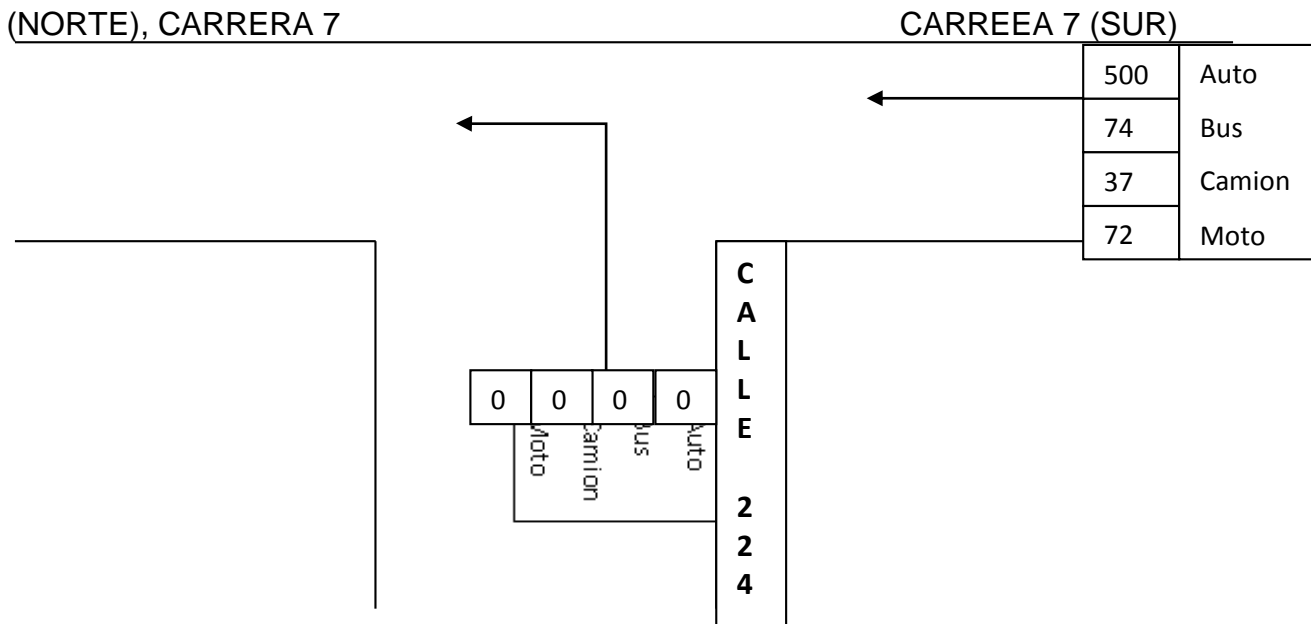 (NORTE), CARRERA 7
CARREEA 7 (SUR)
500 Auto
74 Bus
37 Camion
72 Moto
C
A
L
L
E
2
2
4
0 0 0 0
Moto
Camion
Bus
Auto